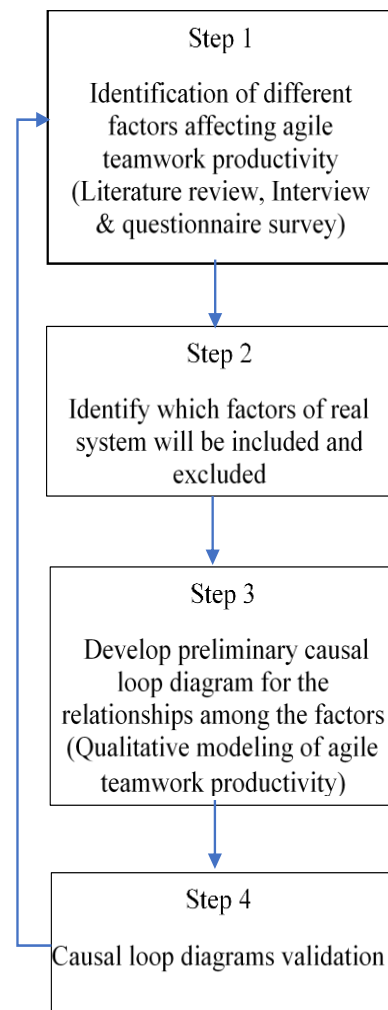 Step 1
Identification of different
factors affecting agile
teamwork productivity
(Literature review, Interview
& questionnaire survey)
Step 2
Identify which factors of real
system will be included and
excluded
Step 3
Develop preliminary causal
loop diagram for the
relationships among the factors
(Qualitative modeling of agile
teamwork productivity)
Step 4
Causal loop diagrams validation